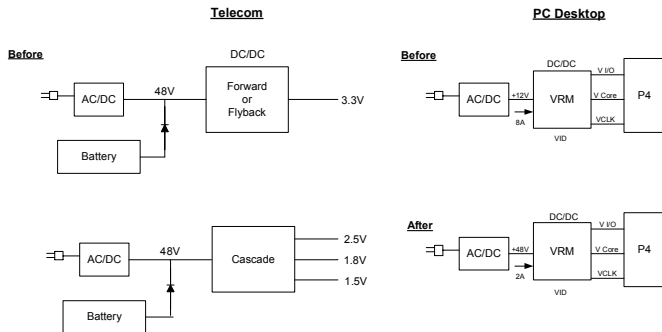 Telecom
PC Desktop
Before
DC/DC
AC/DC
48V
Forward
or
Flyback
3.3V
Battery
Before
DC/DC
AC/DC
+12V
8A
VRM
V I/O
V Core
VCLK
P4
VID
AC/DC
48V
Cascade
2.5V
1.8V
1.5V
Battery
After
DC/DC
AC/DC
+48V
2A
VRM
V I/O
V Core
VCLK
P4
VID